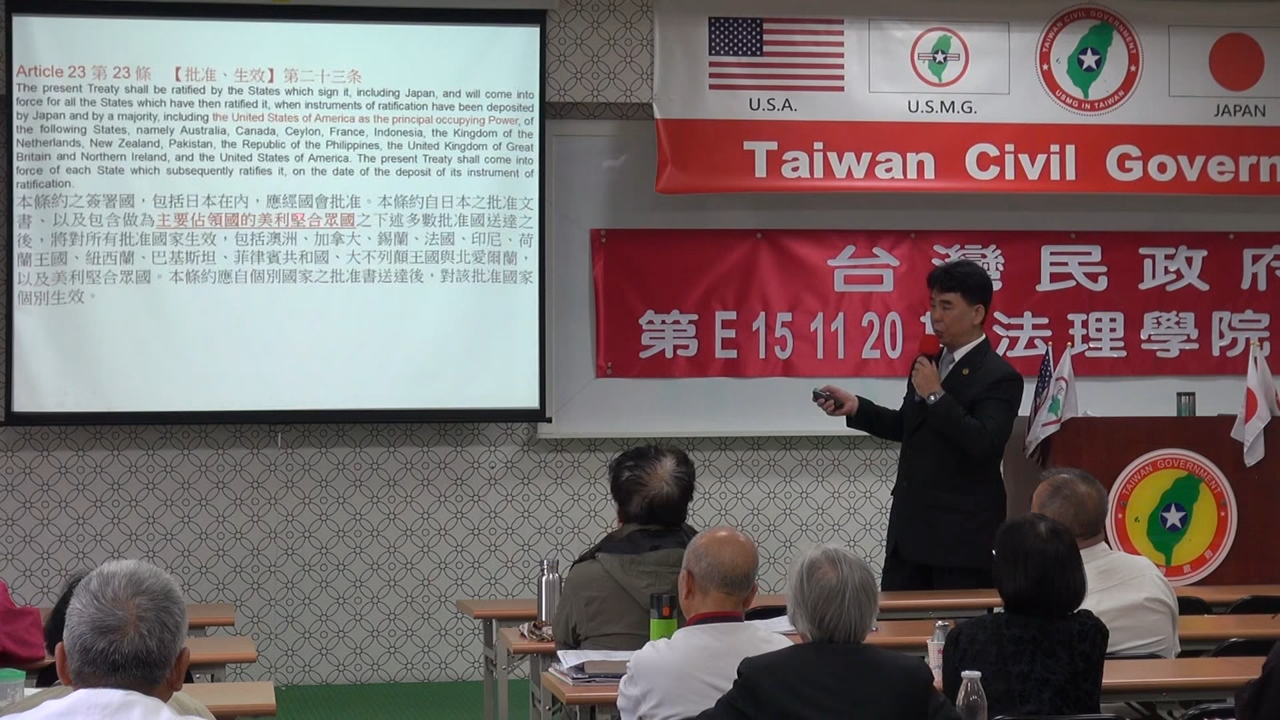 Article 23 第 23 條 【批准、生效】第二十三条
The present Treaty shall be ratified by the States which sign it, including Japan, and will come into
force for all the States which have then ratified it, when instruments of ratification have been deposited
by Japan and by a majority, including the United States of America as the principal occupying Power, of
the following States, namely Australia, Canada, Ceylon, France, Indonesia, the Kingdom of the
Netherlands, New Zealand, Pakistan, the Republic of the Philippines, the United Kingdom of Great
Britain and Northern Ireland, and the United States of America. The present Treaty shall come into
force of each State which subsequently ratifies it, on the date of the deposit of its instrument of
ratification.
本條約之簽署國，包括日本在內，應經國會批准。本條約自日本之批准文
書、以及包含做為主要佔領國的美利堅合眾國之下述多數批准國送達之
後，將對所有批准國家生效，包括澳洲、加拿大、錫蘭、法國、印尼、荷
蘭王國、紐西蘭、巴基斯坦、菲律賓共和國、大不列顛王國與北愛爾蘭，
以及美利堅合眾國。本條約應自個別國家之批准書送達後，對該批准國家
個別生效。
U.S.A.
U.S.M.G.
TAIWAN CIVIL GOVERNMENT
USMG IN TAIWAN
JAPAN
Taiwan Civil Govern
台灣民政府
第E 15 11 20
法理學院
TAIWAN GOVERNMENT